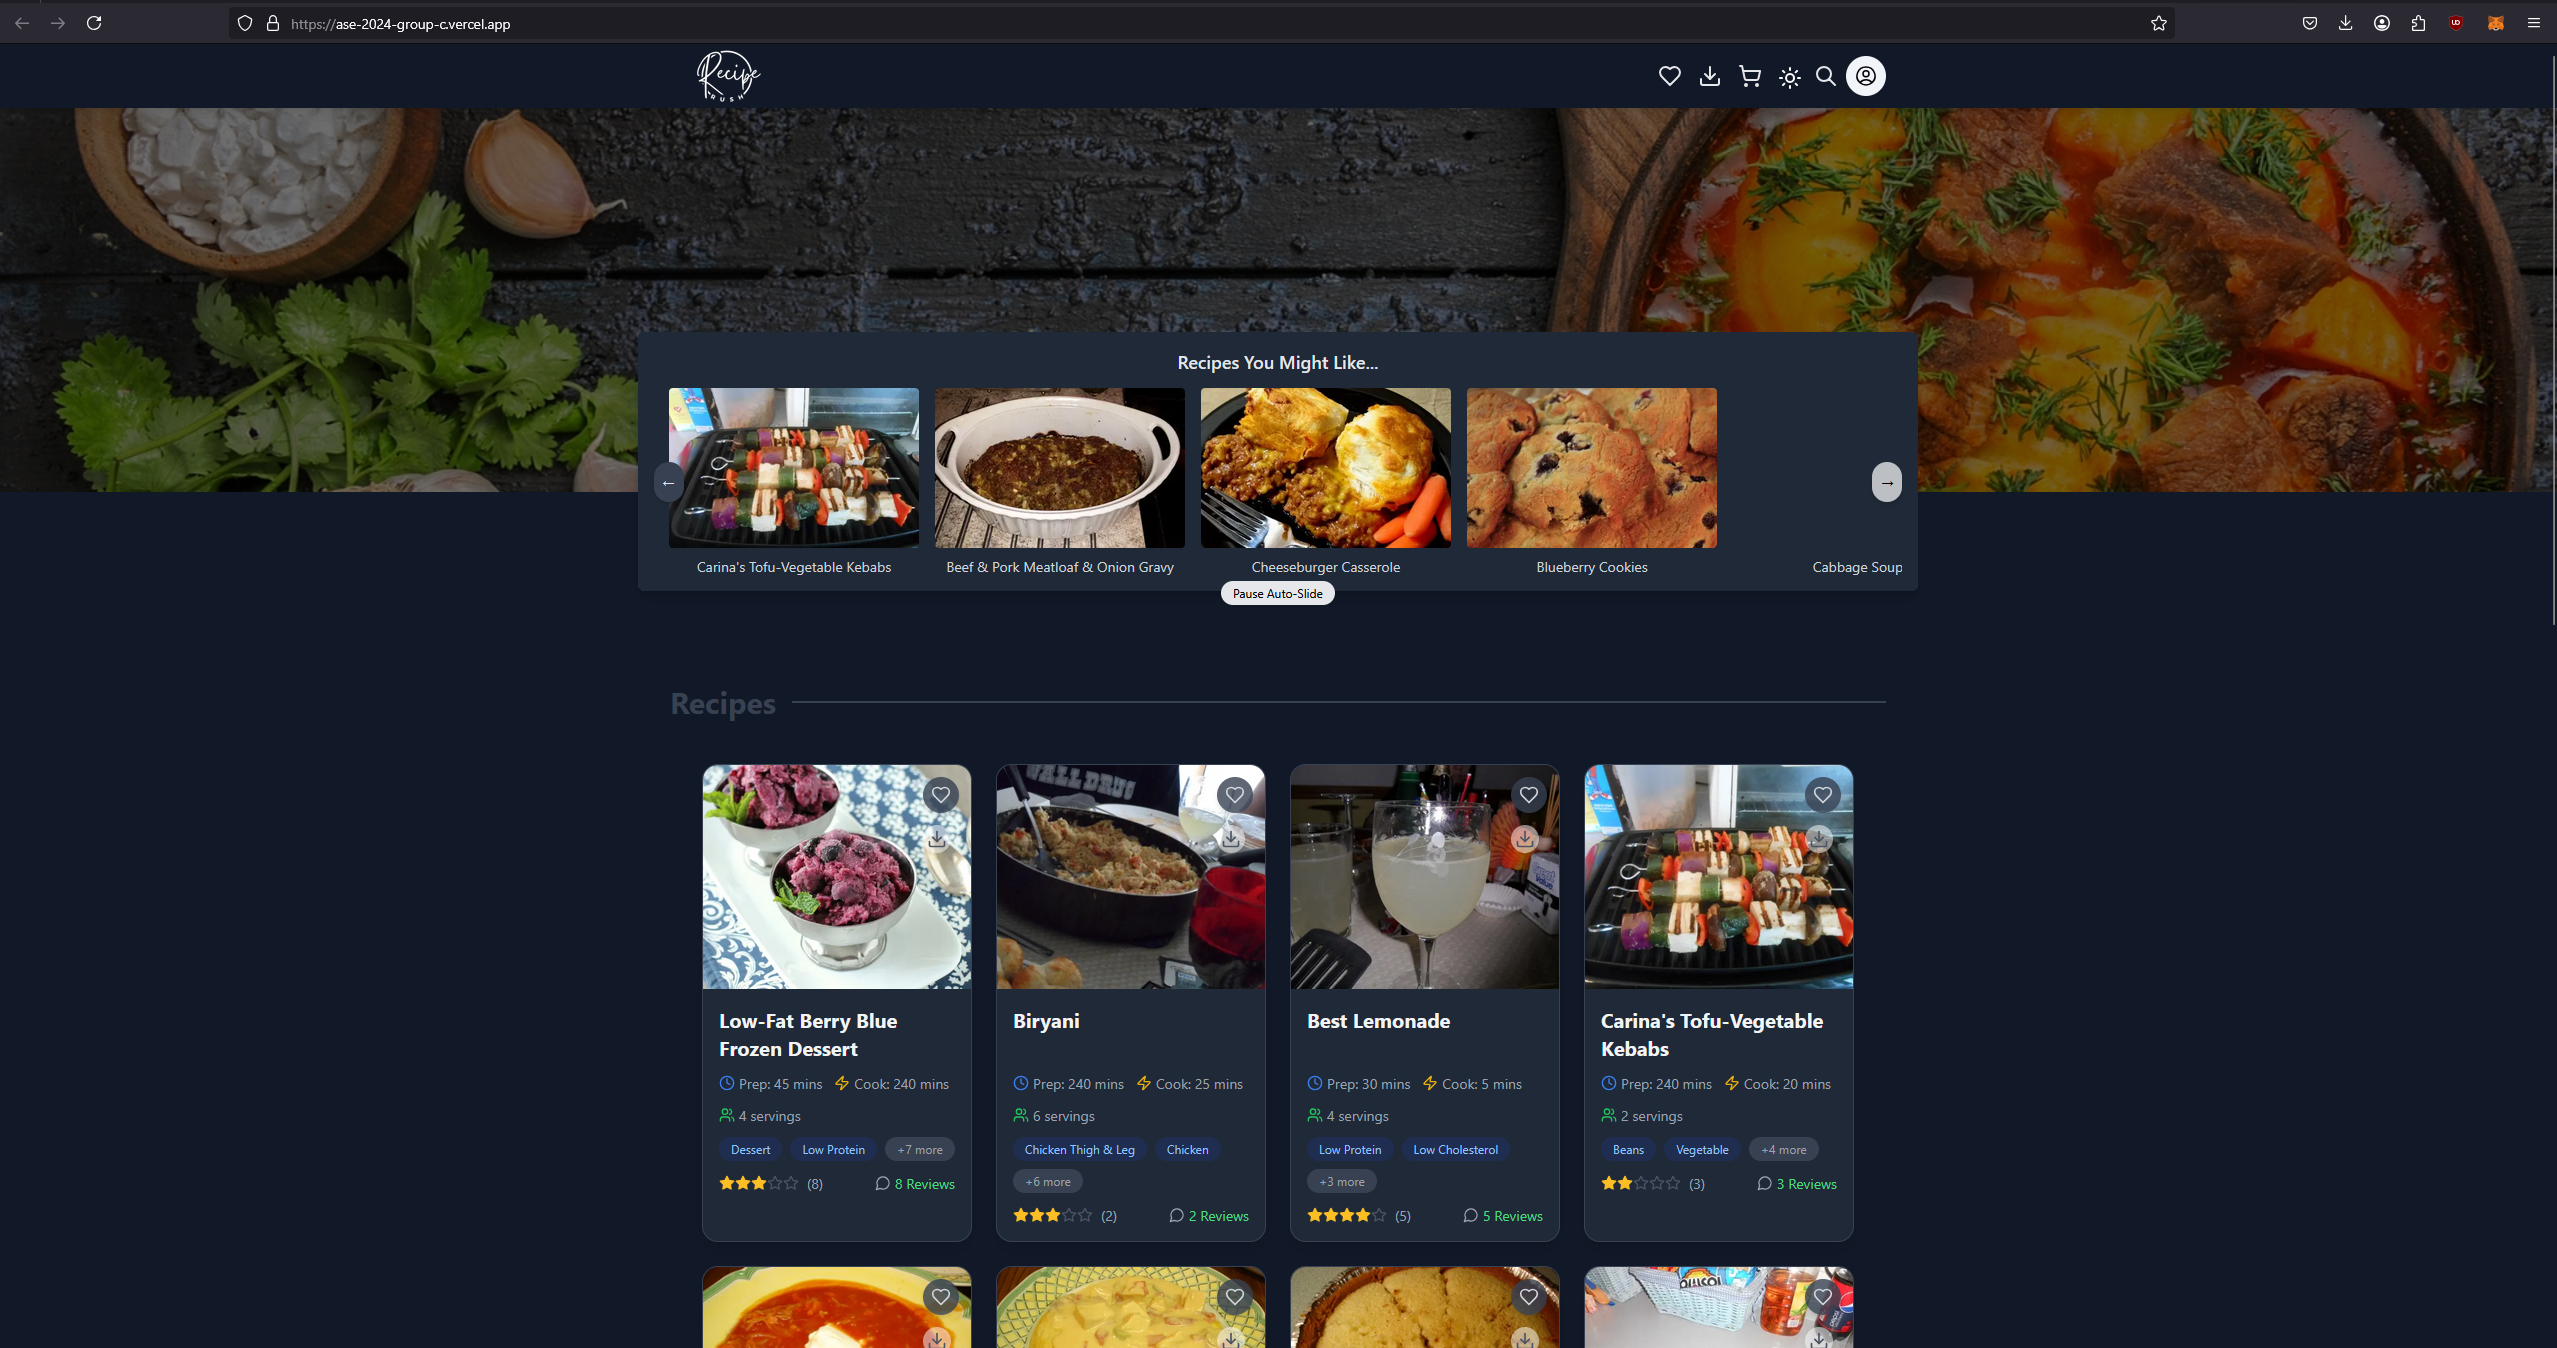 https://ase-2024-group-c.vercel.app
Recipe
RUSH
Recipes You Might Like...
←
→
Carina's Tofu-Vegetable Kebabs
Beef & Pork Meatloaf & Onion Gravy
Cheeseburger Casserole
Blueberry Cookies
Cabbage Soup
Pause Auto-Slide
Recipes
WALL DRUG
Value
Low-Fat Berry Blue
Frozen Dessert
Prep: 45 mins Cook: 240 mins
4 servings
Dessert Low Protein +7 more
(8) 8 Reviews
Biryani
Prep: 240 mins Cook: 25 mins
6 servings
Chicken Thigh & Leg Chicken
+6 more
(2) 2 Reviews
Best Lemonade
Prep: 30 mins Cook: 5 mins
4 servings
Low Protein Low Cholesterol
+3 more
(5) 5 Reviews
Carina's Tofu-Vegetable
Kebabs
Prep: 240 mins Cook: 20 mins
2 servings
Beans Vegetable +4 more
(3) 3 Reviews